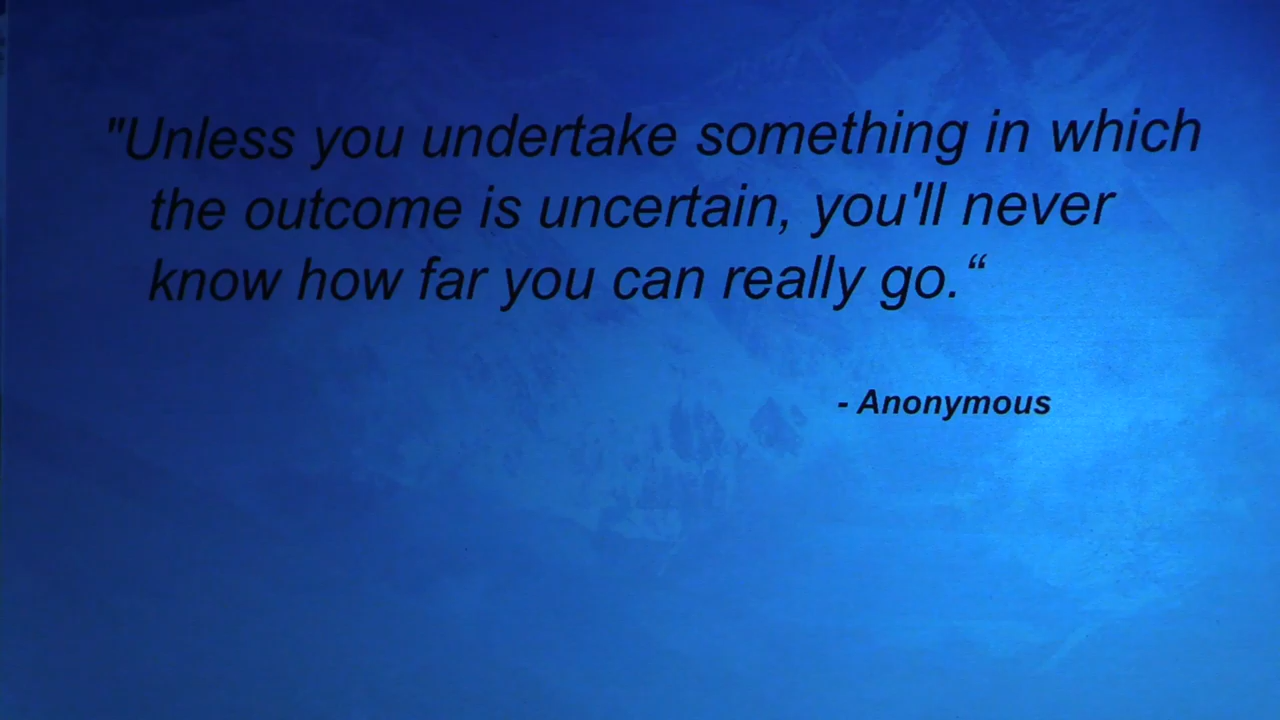 "Unless you undertake something in which
the outcome is uncertain, you'll never
know how far you can really go.“
- Anonymous